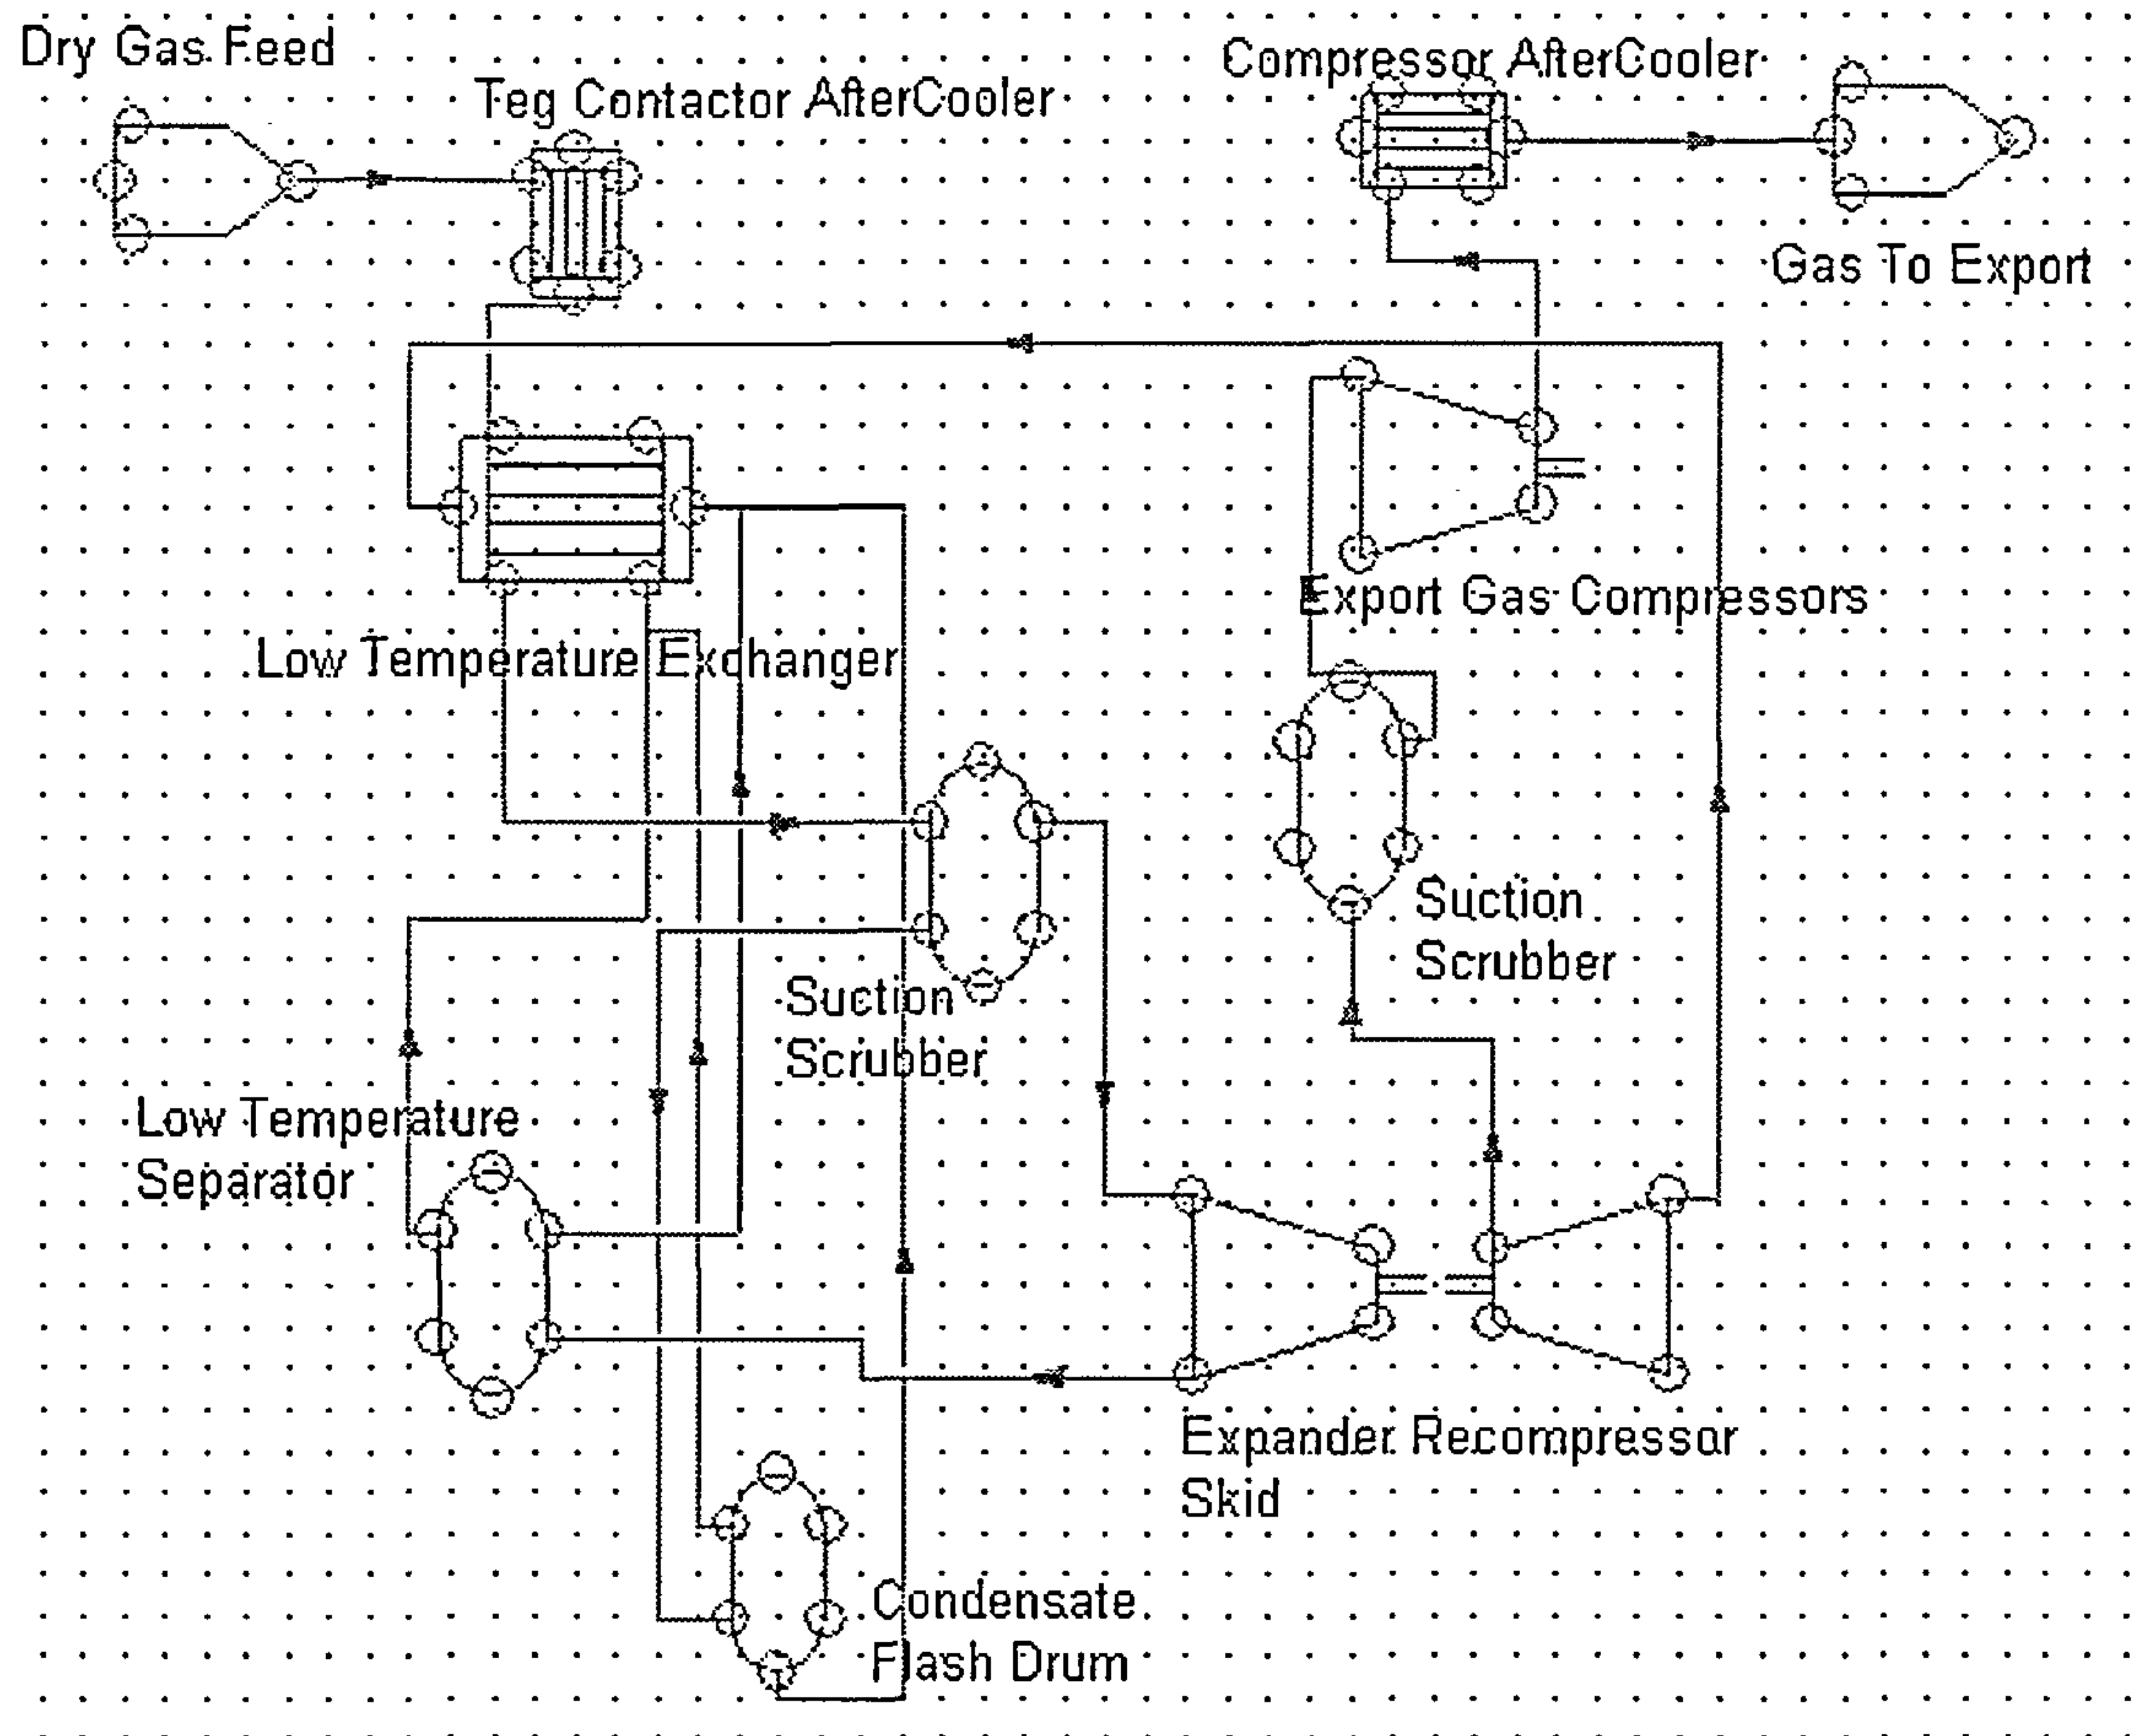 Dry Gas Feed
Teg Contactor AfterCooler
Compressor AfterCooler
Gas To Export
Export Gas Compressors
Low Temperature Exchanger
Suction
Scrubber
Suction
Scrubber
Low Temperature
Separator
Expander Recompressor
Skid
Condensate
Flash Drum